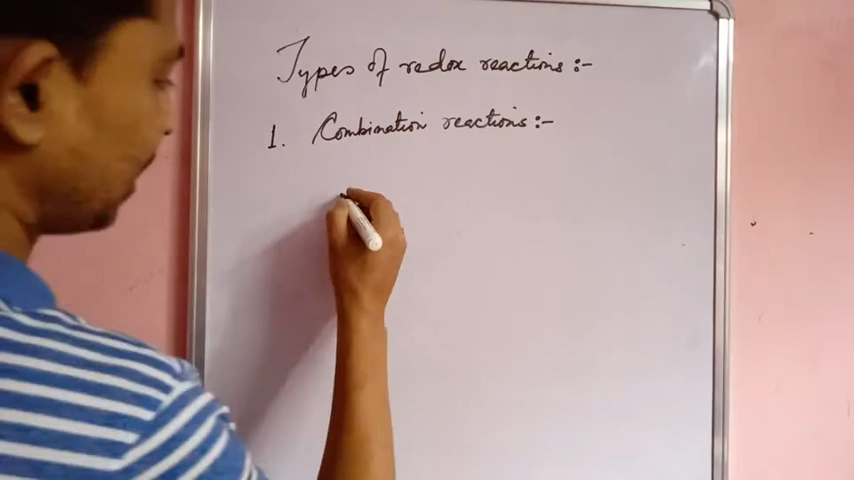 Types of redox reactions :-
1. Combination reactions :-